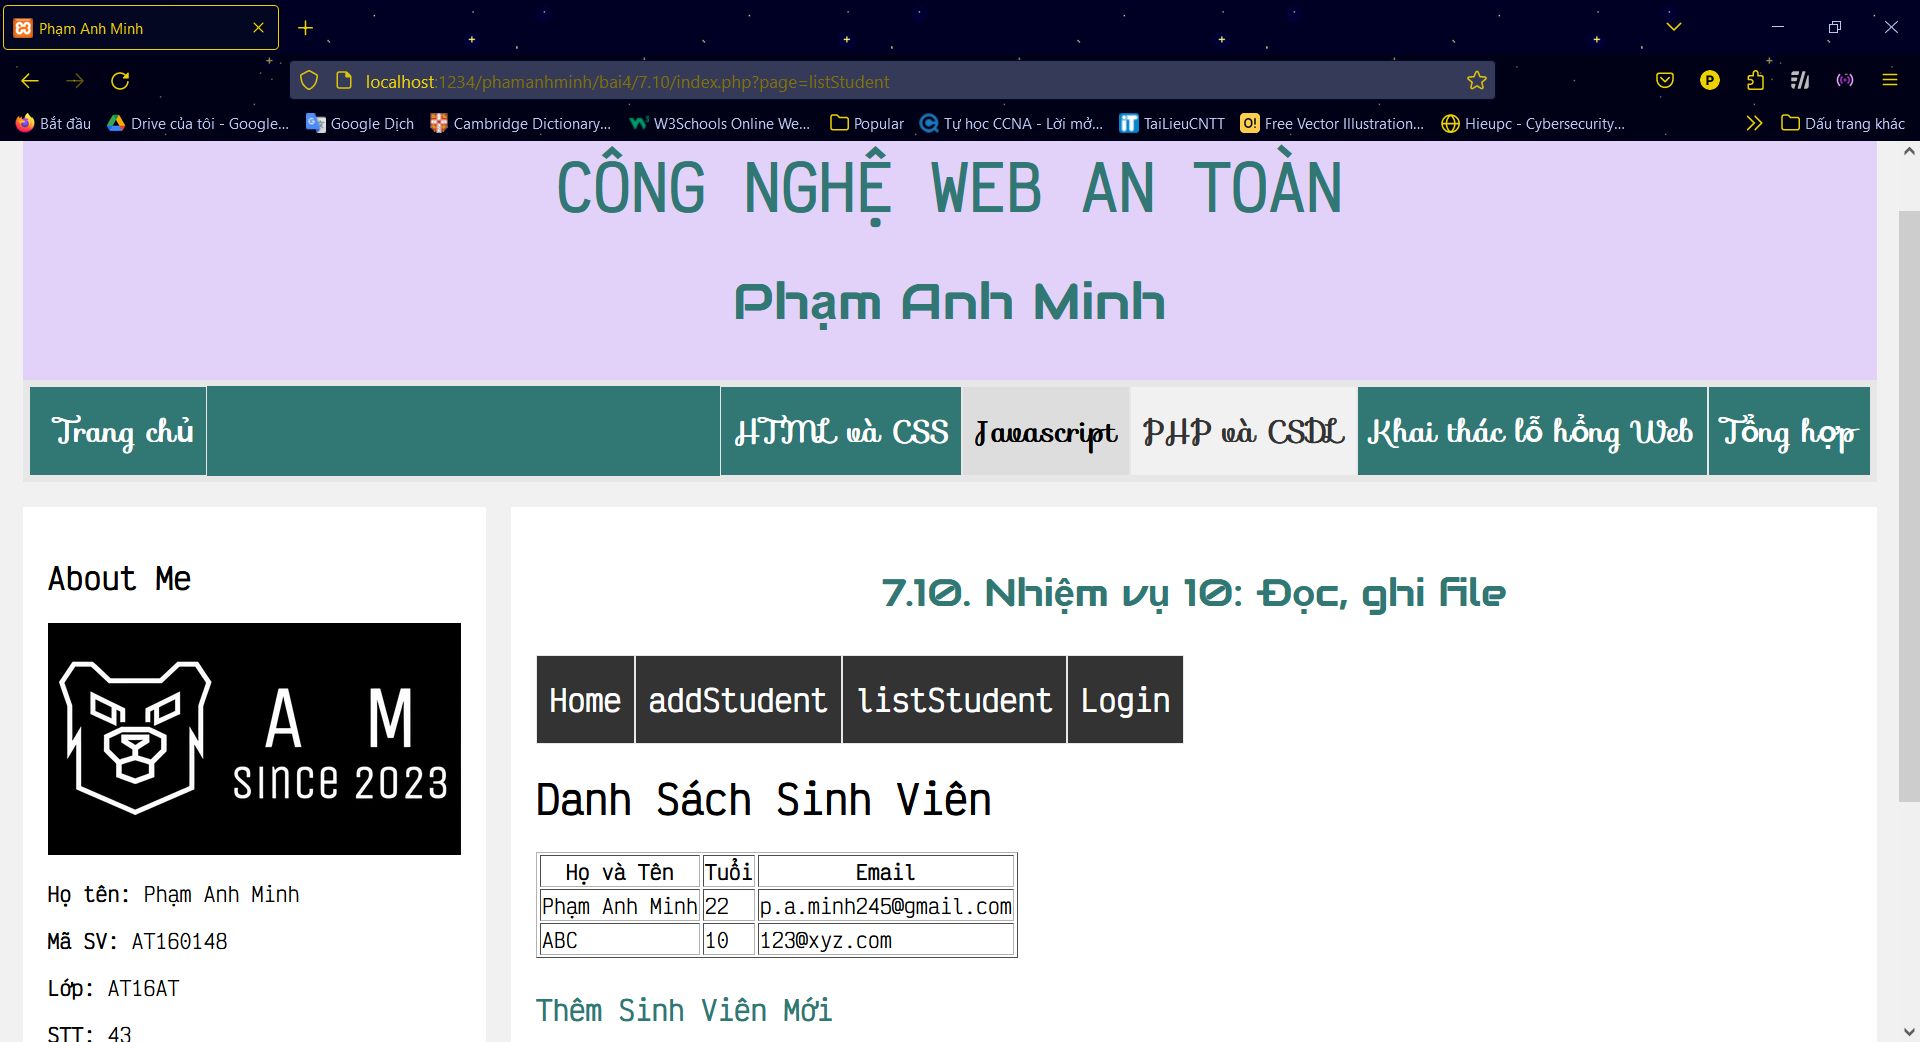 Phạm Anh Minh
localhost:1234/phamanhminh/bai4/7.10/index.php?page=listStudent
Bắt đầu Drive của tôi - Google... Google Dịch Cambridge Dictionary... W3Schools Online We... Popular Tự học CCNA - Lời mở... TaiLieuCNTT Free Vector Illustration... Hieupc - Cybersecurity... Dấu trang khác
CÔNG NGHỆ WEB AN TOÀN
Phạm Anh Minh
Trang chủ HTML và CSS Javascript PHP và CSDL Khai thác lỗ hổng Web Tổng hợp
About Me
A M
since 2023
Họ tên: Phạm Anh Minh
Mã SV: AT160148
Lớp: AT16AT
STT: 43
7.10. Nhiệm vụ 10: Đọc, ghi file
Home addStudent listStudent Login
Danh Sách Sinh Viên
Họ và Tên Tuổi Email
Phạm Anh Minh 22 p.a.minh245@gmail.com
ABC 10 123@xyz.com
Thêm Sinh Viên Mới